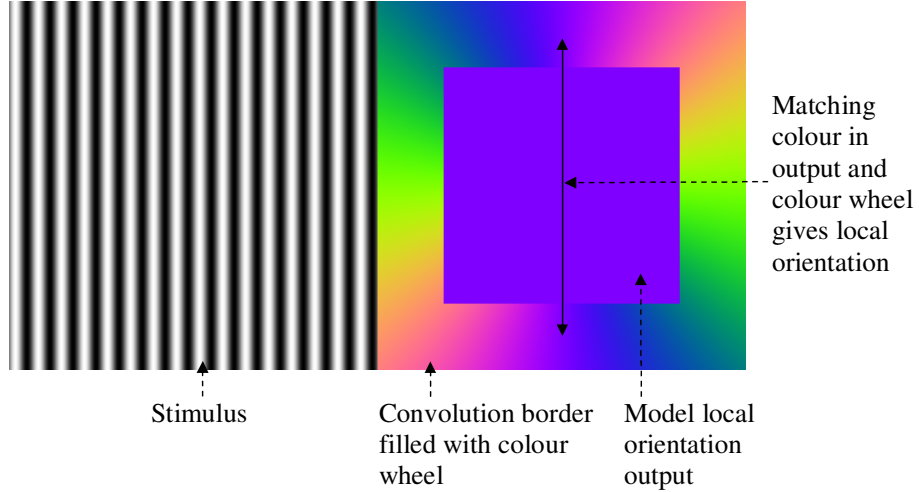 Matching
colour in
output and
colour wheel
gives local
orientation
Stimulus
Convolution border
filled with colour
wheel
Model local
orientation
output